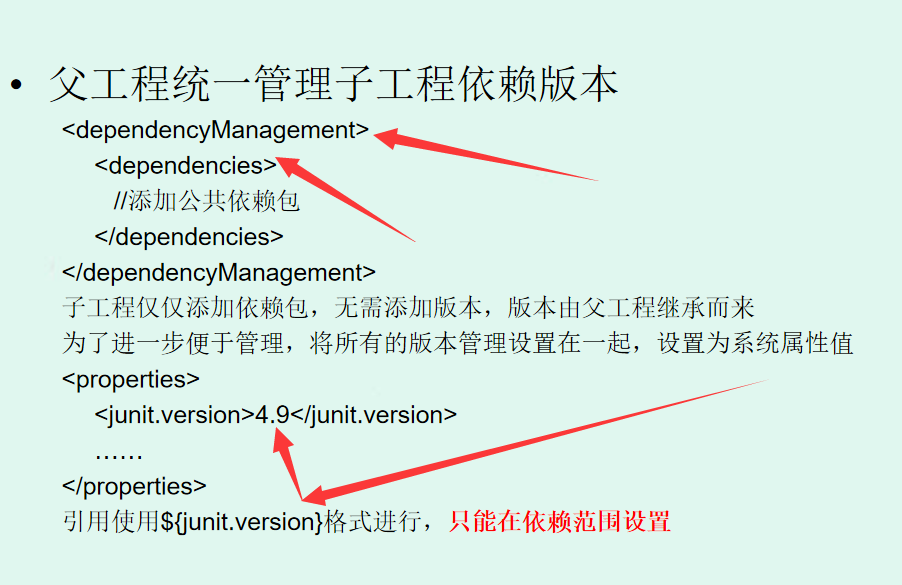 • 父工程统一管理子工程依赖版本
<dependencyManagement>
<dependencies>
//添加公共依赖包
</dependencies>
</dependencyManagement>
子工程仅仅添加依赖包，无需添加版本，版本由父工程继承而来
为了进一步便于管理，将所有的版本管理设置在一起，设置为系统属性值
<properties>
<junit.version>4.9</junit.version>
……
</properties>
引用使用${junit.version}格式进行，只能在依赖范围设置